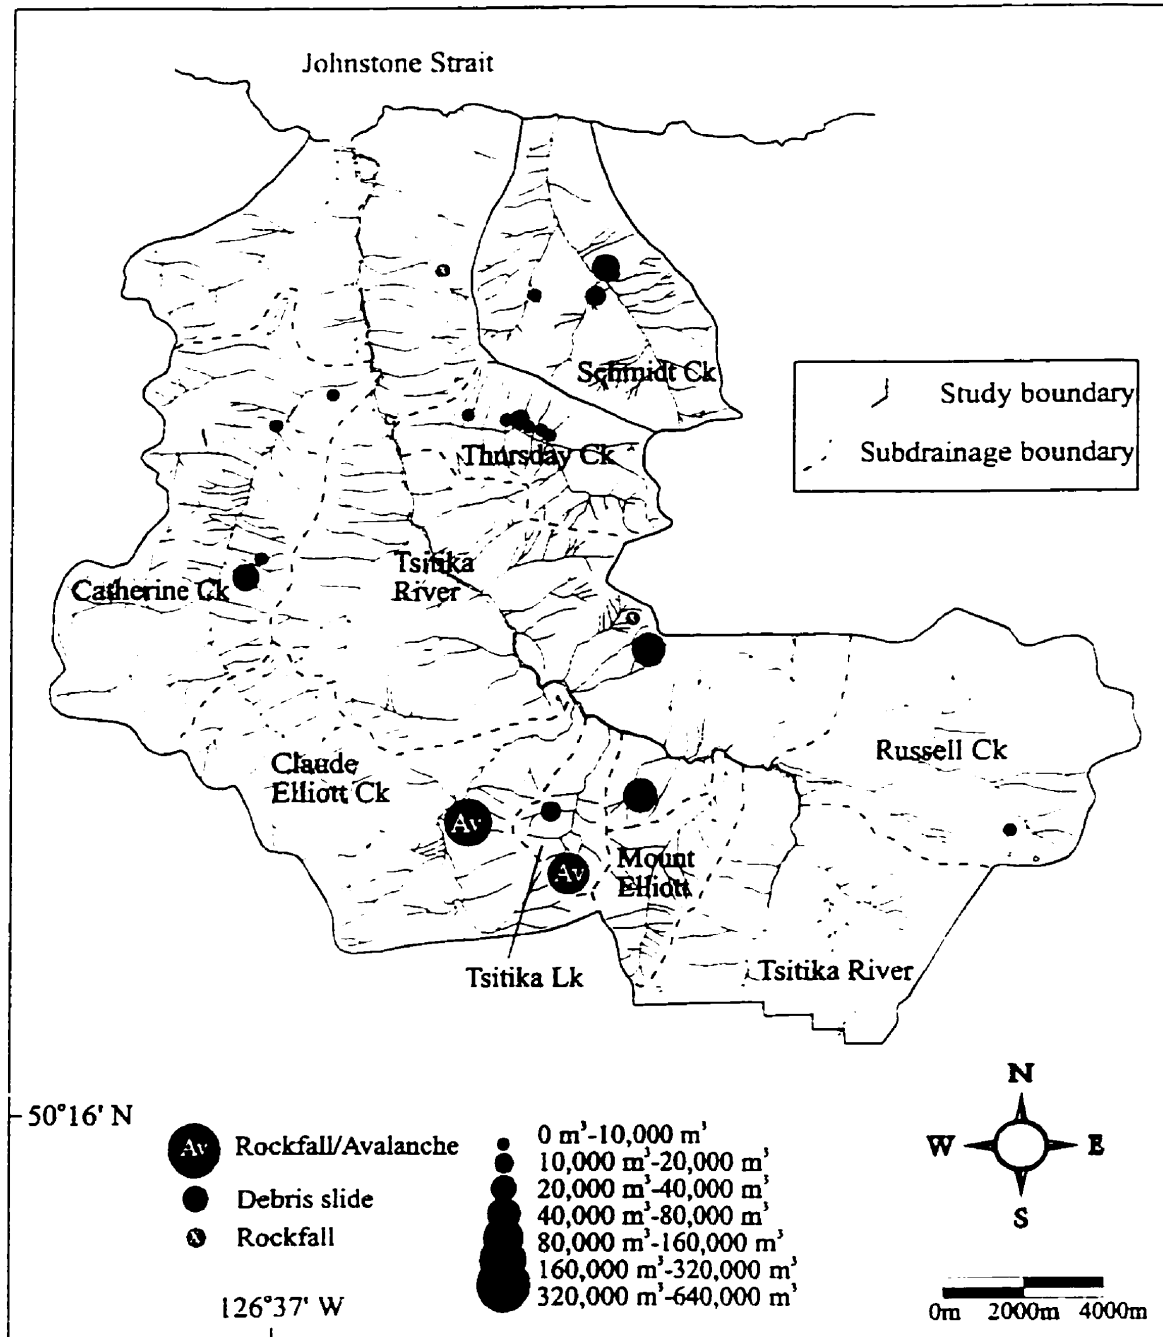 Johnstone Strait
Schmidt Ck
Study boundary
Subdrainage boundary
Thursday Ck
Tsitika
River
Catherine Ck
Claude
Elliott Ck
Russell Ck
Av
Av
Mount
Elliott
Tsitika Lk
Tsitika River
50°16' N
Av Rockfall/Avalanche
Debris slide
x Rockfall
0 m³-10,000 m³
10,000 m³-20,000 m³
20,000 m³-40,000 m³
40,000 m³-80,000 m³
80,000 m³-160,000 m³
160,000 m³-320,000 m³
320,000 m³-640,000 m³
N
W E
S
126°37' W
0m 2000m 4000m